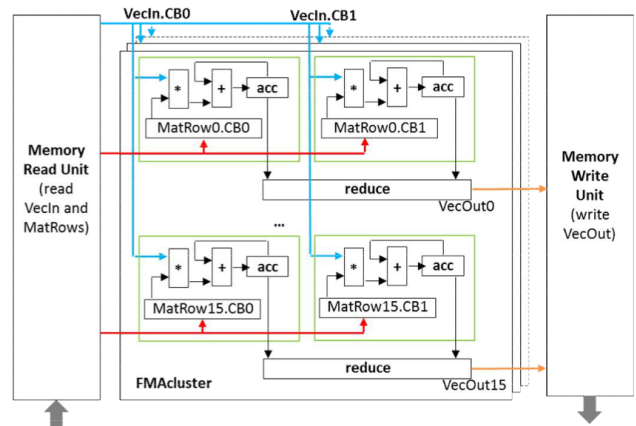 VecIn.CB0
VecIn.CB1
* + acc
* + acc
MatRow0.CB0
MatRow0.CB1
Memory
Read Unit
(read
VecIn and
MatRows)
Memory
Write
Unit
(write
VecOut)
reduce
VecOut0
...
* + acc
* + acc
MatRow15.CB0
MatRow15.CB1
reduce
FMAcluster
VecOut15